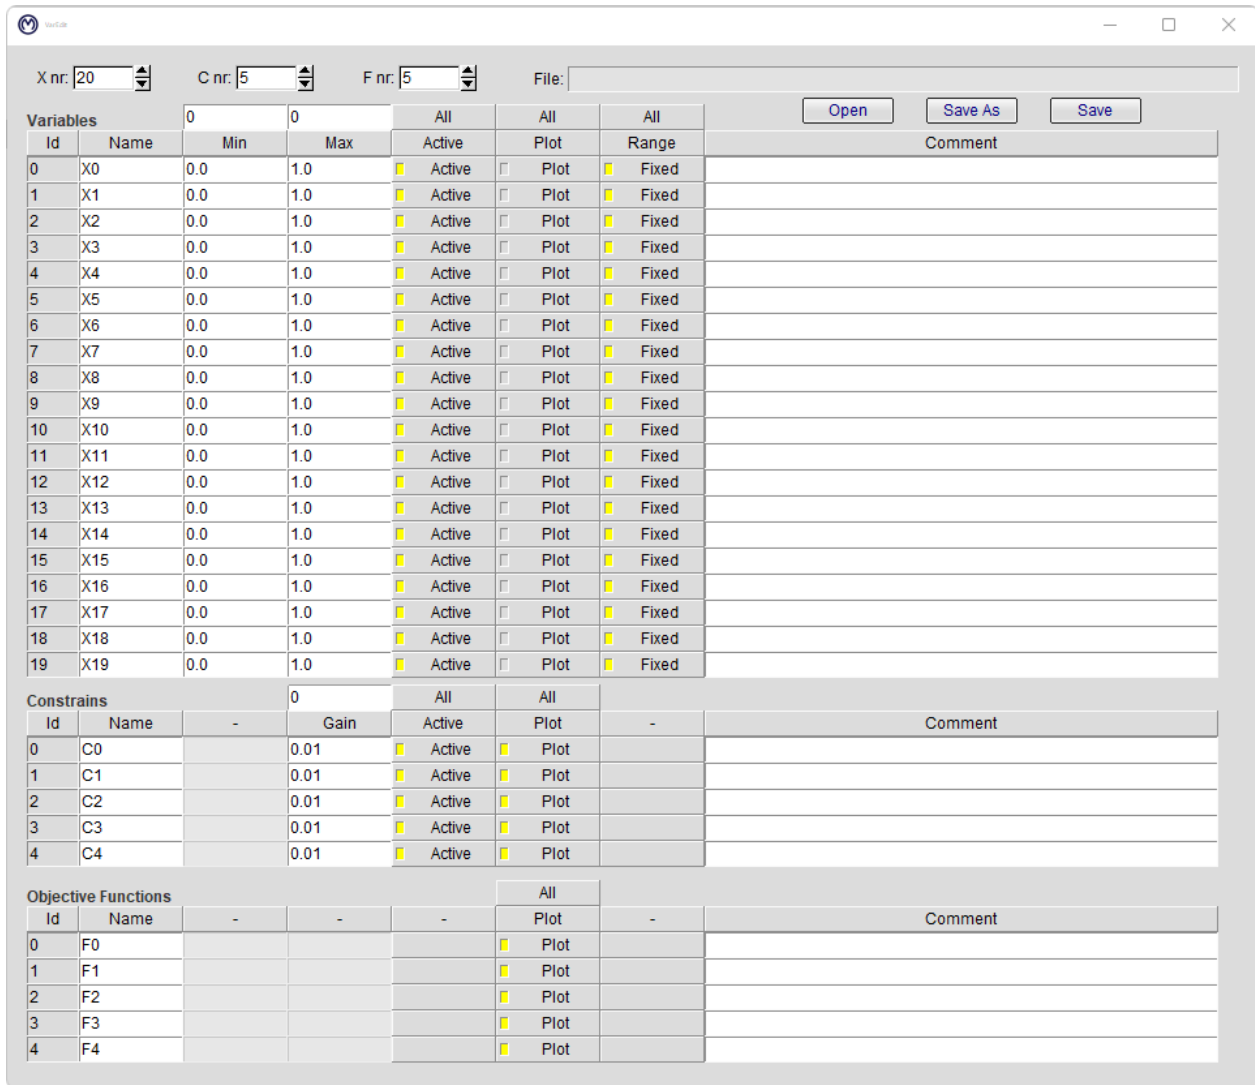 VarEdit
X nr: 20 C nr: 5 F nr: 5 File:
Open Save As Save
Variables 0 0 All All All
Id Name Min Max Active Plot Range Comment
0 X0 0.0 1.0 Active Plot Fixed
1 X1 0.0 1.0 Active Plot Fixed
2 X2 0.0 1.0 Active Plot Fixed
3 X3 0.0 1.0 Active Plot Fixed
4 X4 0.0 1.0 Active Plot Fixed
5 X5 0.0 1.0 Active Plot Fixed
6 X6 0.0 1.0 Active Plot Fixed
7 X7 0.0 1.0 Active Plot Fixed
8 X8 0.0 1.0 Active Plot Fixed
9 X9 0.0 1.0 Active Plot Fixed
10 X10 0.0 1.0 Active Plot Fixed
11 X11 0.0 1.0 Active Plot Fixed
12 X12 0.0 1.0 Active Plot Fixed
13 X13 0.0 1.0 Active Plot Fixed
14 X14 0.0 1.0 Active Plot Fixed
15 X15 0.0 1.0 Active Plot Fixed
16 X16 0.0 1.0 Active Plot Fixed
17 X17 0.0 1.0 Active Plot Fixed
18 X18 0.0 1.0 Active Plot Fixed
19 X19 0.0 1.0 Active Plot Fixed
Constrains 0 All All
Id Name - Gain Active Plot - Comment
0 C0 0.01 Active Plot
1 C1 0.01 Active Plot
2 C2 0.01 Active Plot
3 C3 0.01 Active Plot
4 C4 0.01 Active Plot
Objective Functions All
Id Name - - - Plot - Comment
0 F0 Plot
1 F1 Plot
2 F2 Plot
3 F3 Plot
4 F4 Plot